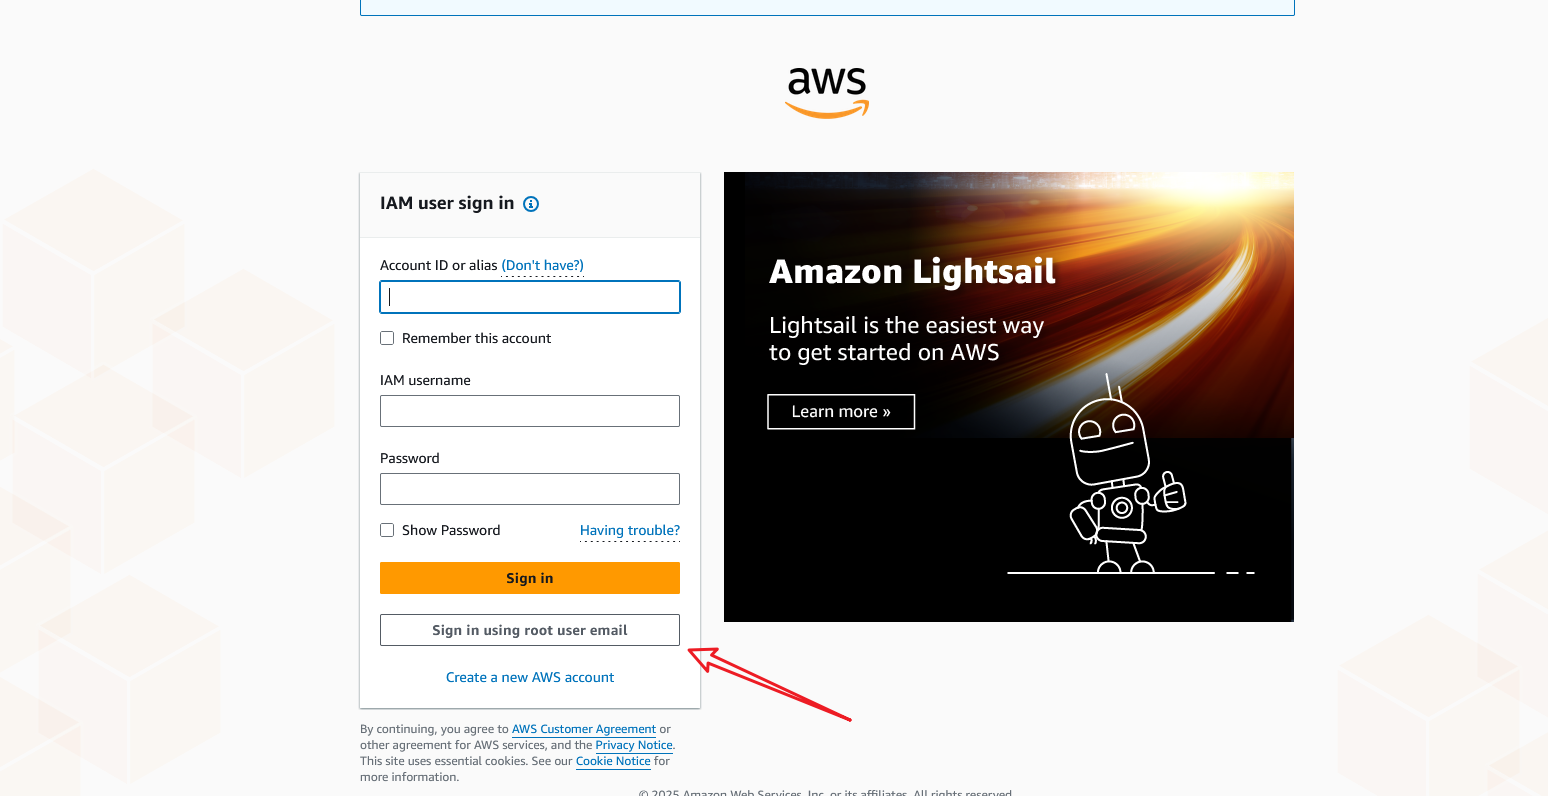 aws
IAM user sign in
Account ID or alias (Don't have?)
Remember this account
IAM username
Password
Show Password
Having trouble?
Sign in
Sign in using root user email
Create a new AWS account
By continuing, you agree to AWS Customer Agreement or
other agreement for AWS services, and the Privacy Notice.
This site uses essential cookies. See our Cookie Notice for
more information.
Amazon Lightsail
Lightsail is the easiest way
to get started on AWS
Learn more »
© 2025 Amazon Web Services, Inc. or its affiliates. All rights reserved.